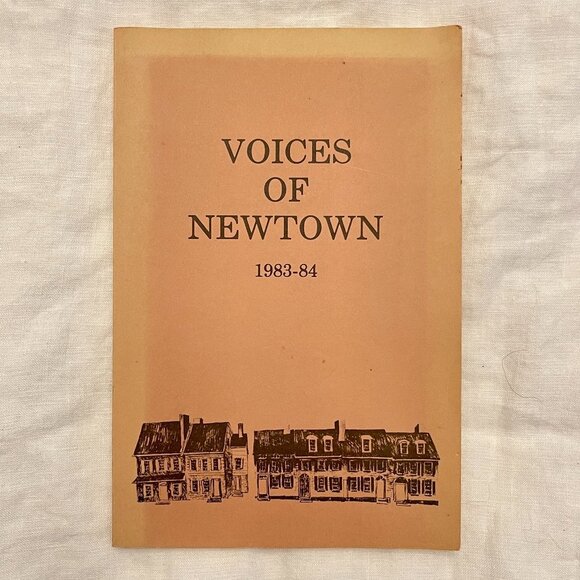 VOICES
OF
NEWTOWN
1983-84